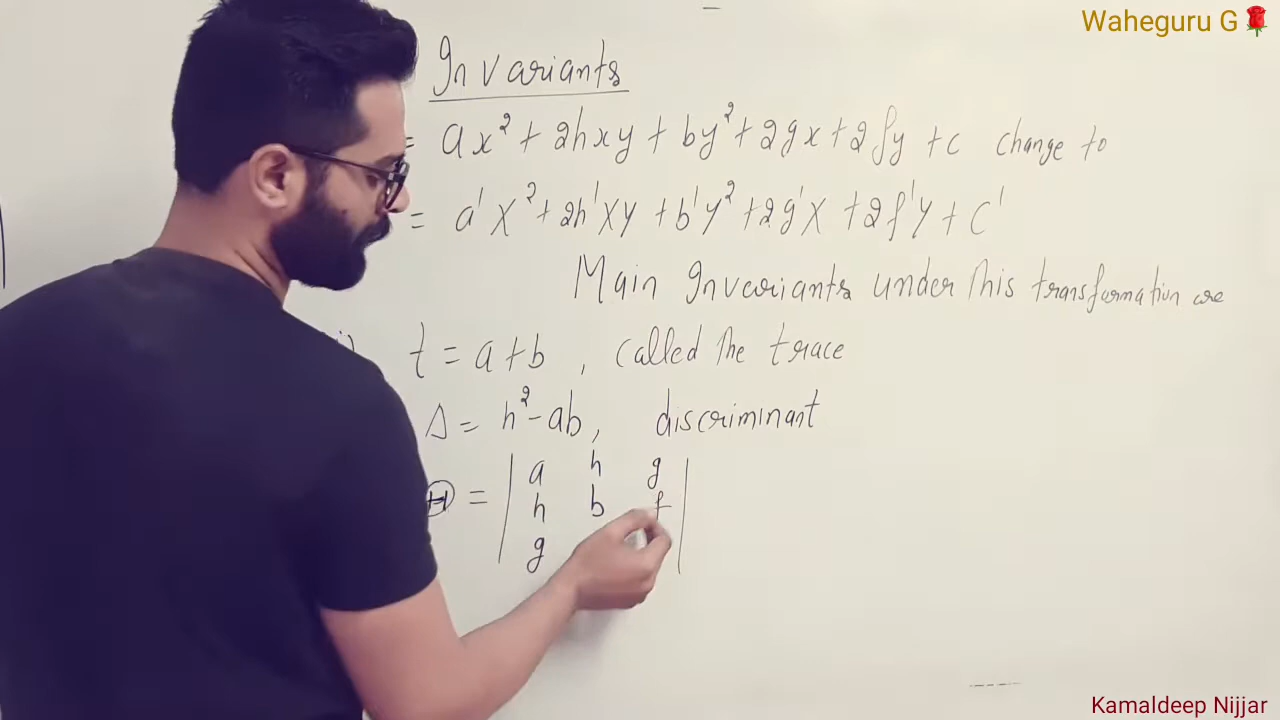 Waheguru G🌹
Invariants
= ax² + 2hxy + by² + 2gx + 2fy + c change to
= a'X² + 2h'XY + b'Y² + 2g'X + 2f'Y + C'
Main Invariants under This transformation are
t = a + b , called The trace
Δ = h² - ab, discriminant
Ⓗ = | a h g |
h b f
g
Kamaldeep Nijjar